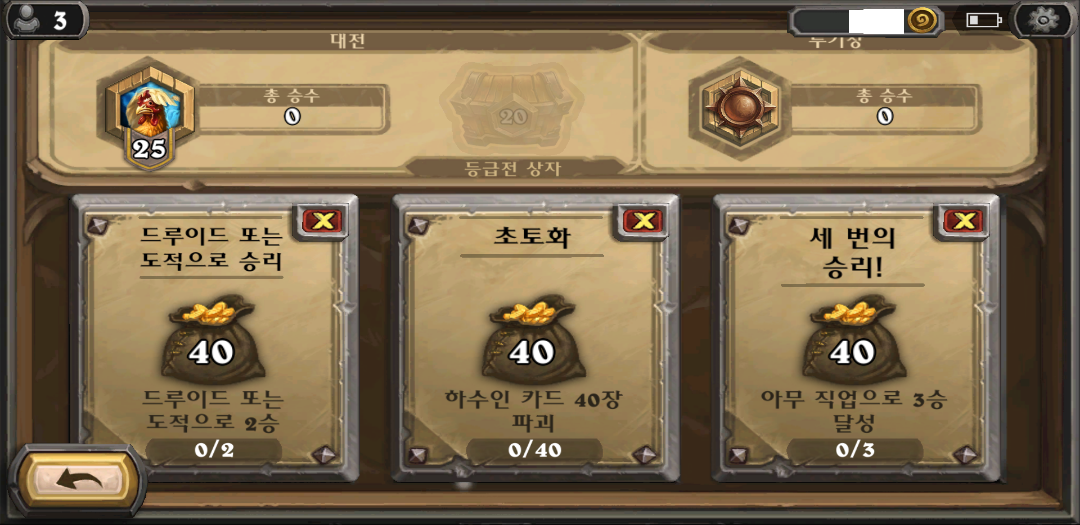 3
대전
투기장
총 승수
0
25
20
등급전 상자
총 승수
0
드루이드 또는
도적으로 승리
40
드루이드 또는
도적으로 2승
0/2
초토화
40
하수인 카드 40장
파괴
0/40
세 번의
승리!
40
아무 직업으로 3승
달성
0/3